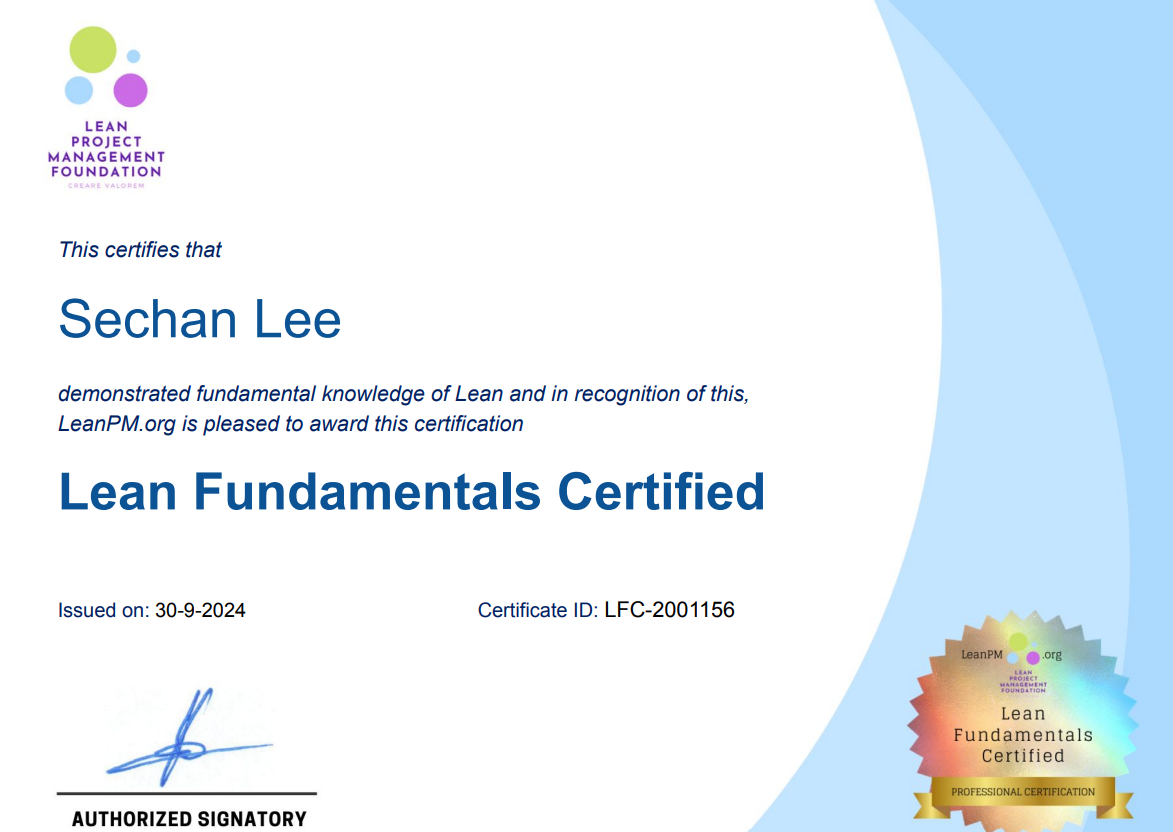 LEAN
PROJECT
MANAGEMENT
FOUNDATION
CREARE VALOREM
This certifies that
Sechan Lee
demonstrated fundamental knowledge of Lean and in recognition of this,
LeanPM.org is pleased to award this certification
Lean Fundamentals Certified
Issued on: 30-9-2024
Certificate ID: LFC-2001156
AUTHORIZED SIGNATORY
LeanPM .org
LEAN
PROJECT
MANAGEMENT
FOUNDATION
Lean
Fundamentals
Certified
PROFESSIONAL CERTIFICATION